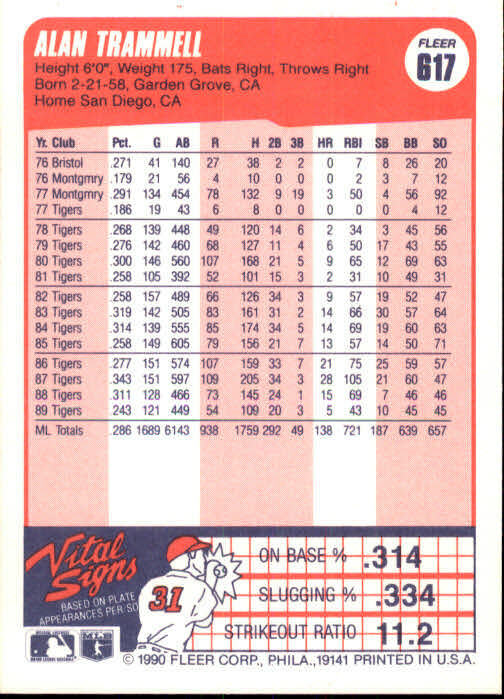 ALAN TRAMMELL
FLEER
617
Height 6'0", Weight 175, Bats Right, Throws Right
Born 2-21-58, Garden Grove, CA
Home San Diego, CA
Yr. Club Pct. G AB R H 2B 3B HR RBI SB BB SO
76 Bristol .271 41 140 27 38 2 2 0 7 8 26 20
76 Montgmry .179 21 56 4 10 0 0 0 2 3 7 12
77 Montgmry .291 134 454 78 132 9 19 3 50 4 56 92
77 Tigers .186 19 43 6 8 0 0 0 0 0 4 12
78 Tigers .268 139 448 49 120 14 6 2 34 3 45 56
79 Tigers .276 142 460 68 127 11 4 6 50 17 43 55
80 Tigers .300 146 560 107 168 21 5 9 65 12 69 63
81 Tigers .258 105 392 52 101 15 3 2 31 10 49 31
82 Tigers .258 157 489 66 126 34 3 9 57 19 52 47
83 Tigers .319 142 505 83 161 31 2 14 66 30 57 64
84 Tigers .314 139 555 85 174 34 5 14 69 19 60 63
85 Tigers .258 149 605 79 156 21 7 13 57 14 50 71
86 Tigers .277 151 574 107 159 33 7 21 75 25 59 57
87 Tigers .343 151 597 109 205 34 3 28 105 21 60 47
88 Tigers .311 128 466 73 145 24 1 15 69 7 46 46
89 Tigers .243 121 449 54 109 20 3 5 43 10 45 45
ML Totals .286 1689 6143 938 1759 292 49 138 721 187 639 657
Vital Signs
BASED ON PLATE
APPEARANCES PER SO
31
ON BASE % .314
SLUGGING % .334
STRIKEOUT RATIO 11.2
© 1990 FLEER CORP., PHILA., 19141 PRINTED IN U.S.A.